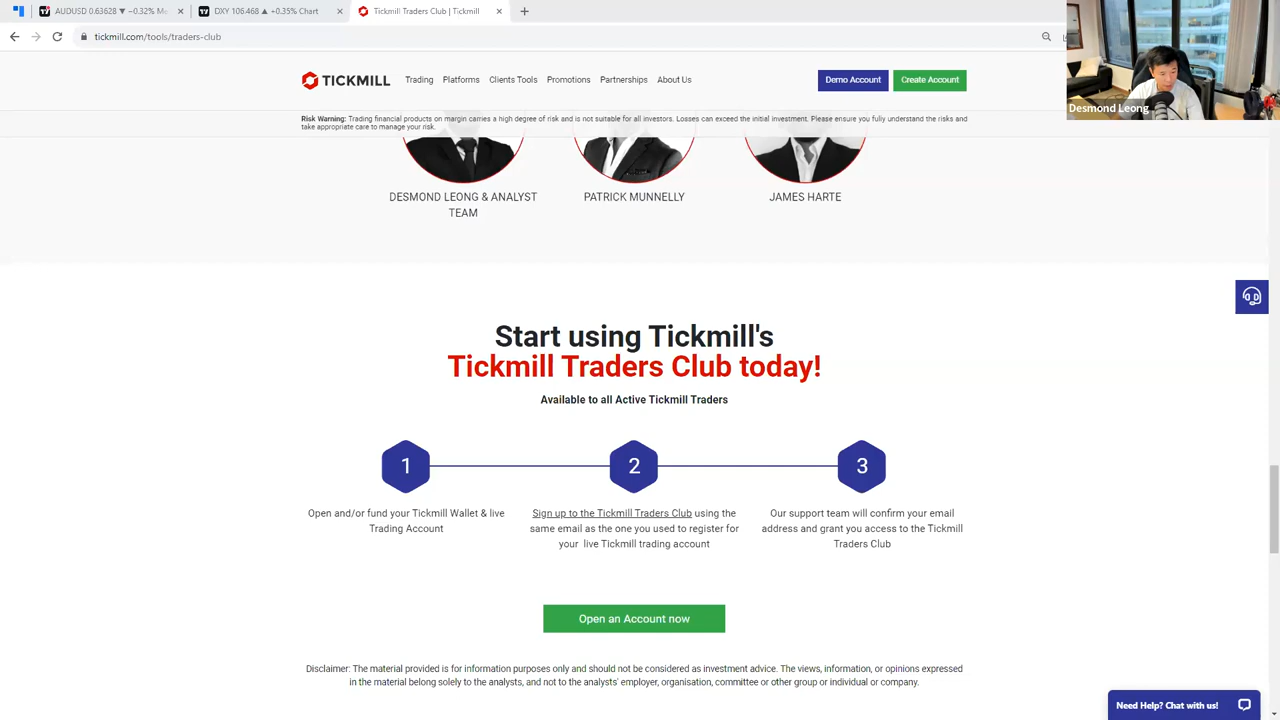 AUDUSD 0.63628 ▼ −0.32%
DXY 106.468 ▲ +0.35% Chart
Tickmill Traders Club | Tickmill
tickmill.com/tools/traders-club
TICKMILL
Trading
Platforms
Clients Tools
Promotions
Partnerships
About Us
Demo Account
Create Account
Desmond Leong
Risk Warning: Trading financial products on margin carries a high degree of risk and is not suitable for all investors. Losses can exceed the initial investment. Please ensure you fully understand the risks and
take appropriate care to manage your risk.
DESMOND LEONG & ANALYST
TEAM
PATRICK MUNNELLY
JAMES HARTE
Start using Tickmill's
Tickmill Traders Club today!
Available to all Active Tickmill Traders
1
2
3
Open and/or fund your Tickmill Wallet & live
Trading Account
Sign up to the Tickmill Traders Club using the
same email as the one you used to register for
your live Tickmill trading account
Our support team will confirm your email
address and grant you access to the Tickmill
Traders Club
Open an Account now
Disclaimer: The material provided is for information purposes only and should not be considered as investment advice. The views, information, or opinions expressed
in the material belong solely to the analysts, and not to the analysts' employer, organisation, committee or other group or individual or company.
Need Help? Chat with us!